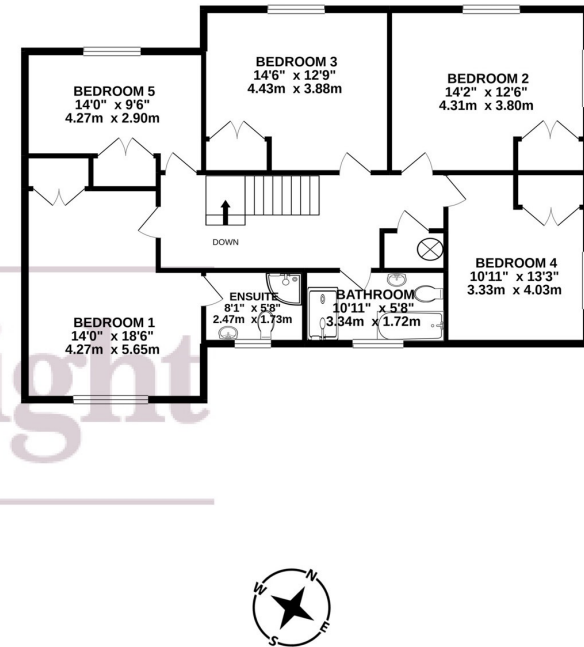 BEDROOM 3
14'6" x 12'9"
4.43m x 3.88m
BEDROOM 2
14'2" x 12'6"
4.31m x 3.80m
BEDROOM 5
14'0" x 9'6"
4.27m x 2.90m
DOWN
BEDROOM 4
10'11" x 13'3"
3.33m x 4.03m
ENSUITE
8'1" x 5'8"
2.47m x 1.73m
BATHROOM
10'11" x 5'8"
3.34m x 1.72m
BEDROOM 1
14'0" x 18'6"
4.27m x 5.65m
ight
N
W
E
S